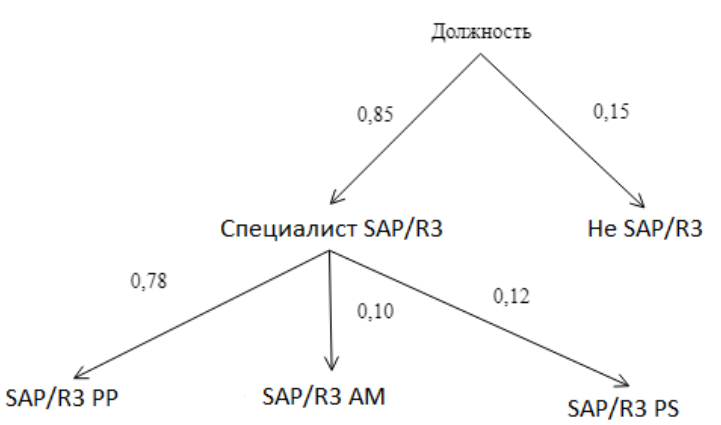 Должность
0,85
0,15
Специалист SAP/R3
Не SAP/R3
0,78
0,10
0,12
SAP/R3 PP
SAP/R3 AM
SAP/R3 PS